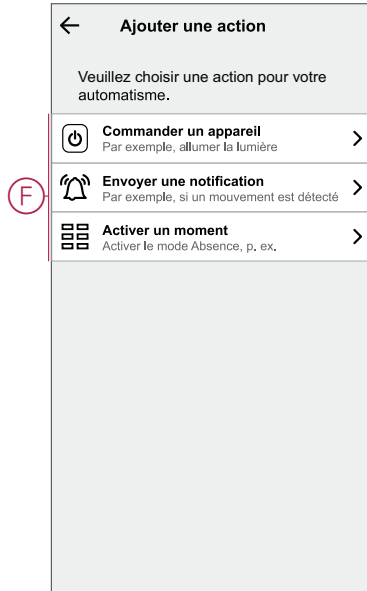 Ajouter une action
Veuillez choisir une action pour votre
automatisme.
Commander un appareil
Par exemple, allumer la lumière
F
Envoyer une notification
Par exemple, si un mouvement est détecté
Activer un moment
Activer le mode Absence, p. ex.